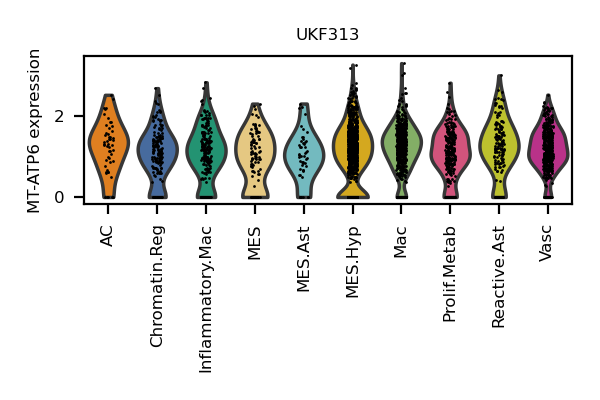 UKF313
MT-ATP6 expression
2
0
AC
Chromatin.Reg
Inflammatory.Mac
MES
MES.Ast
MES.Hyp
Mac
Prolif.Metab
Reactive.Ast
Vasc